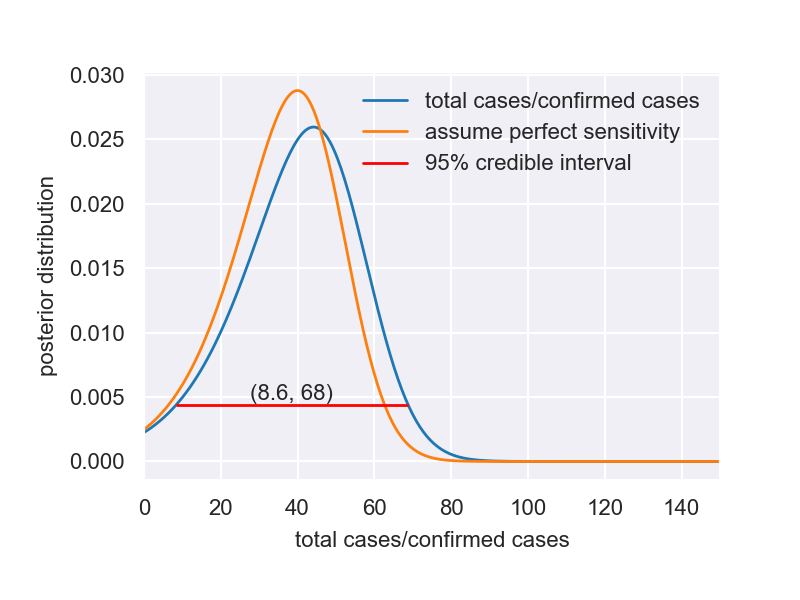 0.030
0.025
0.020
0.015
0.010
0.005
0.000
posterior distribution
total cases/confirmed cases
assume perfect sensitivity
95% credible interval
(8.6, 68)
0 20 40 60 80 100 120 140
total cases/confirmed cases